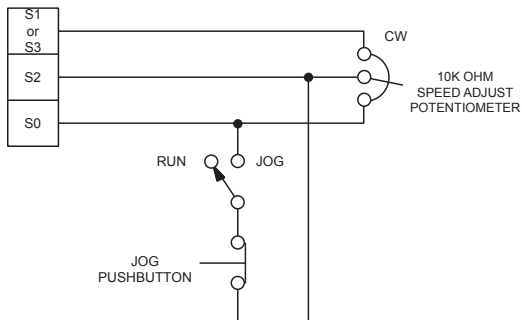 S1
or
S3
CW
S2
10K OHM
SPEED ADJUST
POTENTIOMETER
S0
RUN
JOG
JOG
PUSHBUTTON